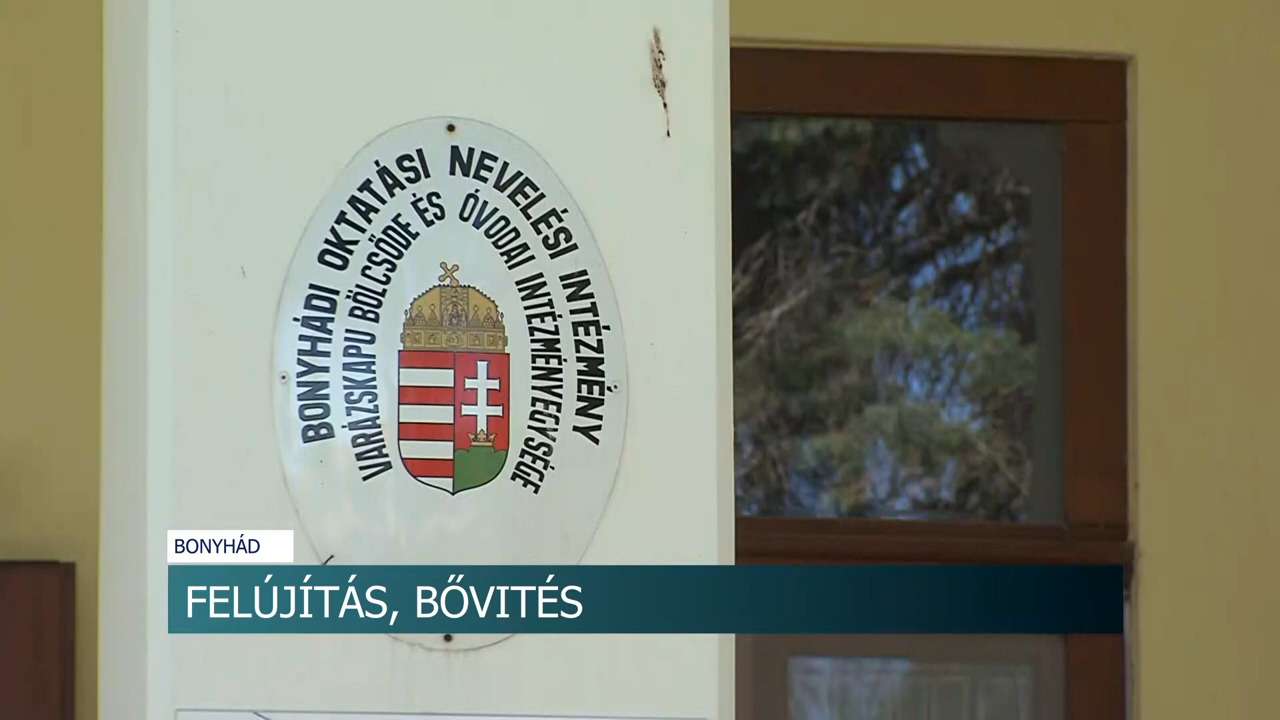 BONYHÁDI OKTATÁSI NEVELÉSI INTÉZMÉNY
VARÁZSKAPU BÖLCSŐDE ÉS ÓVODAI INTÉZMÉNYEGYSÉGE
BONYHÁD
FELÚJÍTÁS, BŐVITÉS